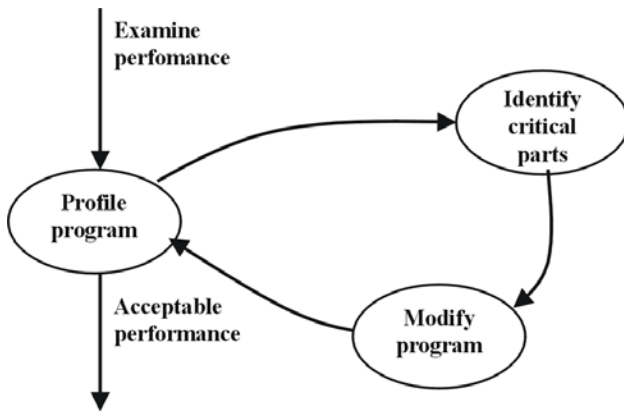 Examine
perfomance
Identify
critical
parts
Profile
program
Acceptable
performance
Modify
program